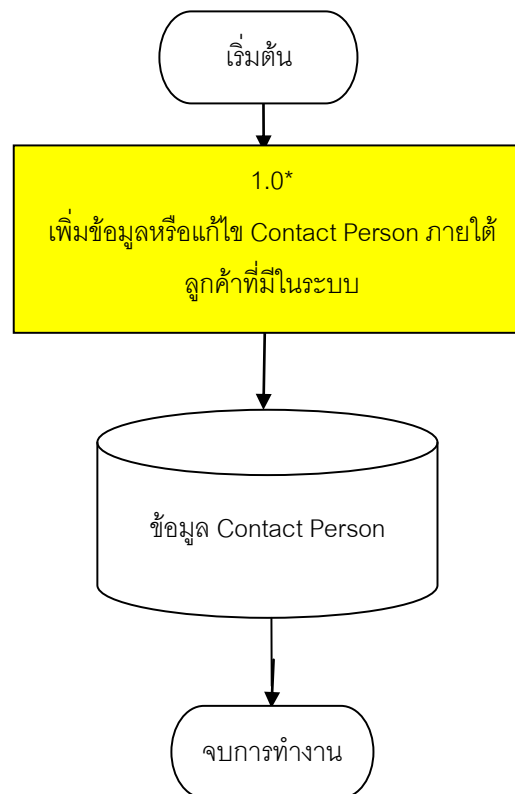 เริ่มต้น
1.0*
เพิ่มข้อมูลหรือแก้ไข Contact Person ภายใต้
ลูกค้าที่มีในระบบ
ข้อมูล Contact Person
จบการทำงาน